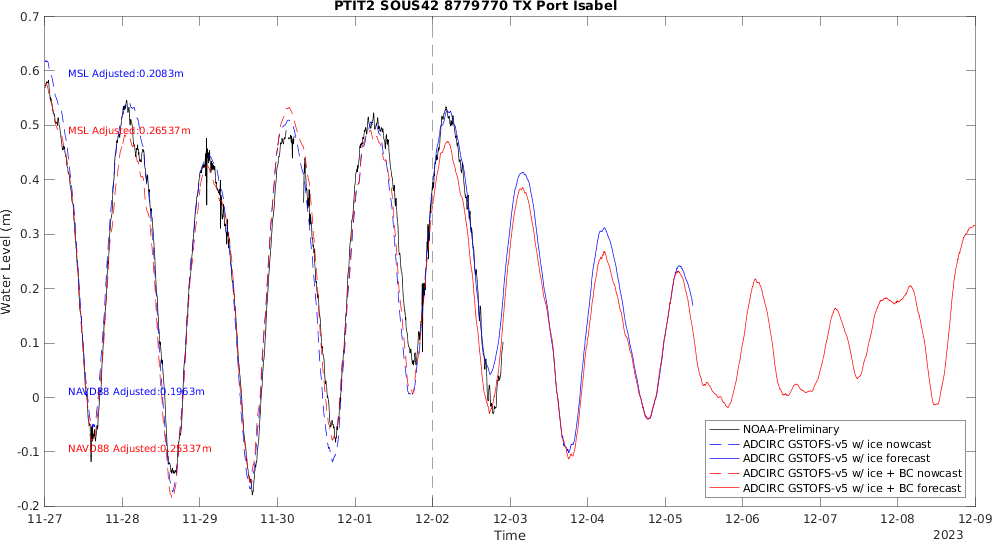 PTIT2 SOUS42 8779770 TX Port Isabel
0.7
0.6
0.5
0.4
0.3
0.2
0.1
0
-0.1
-0.2
Water Level (m)
MSL Adjusted:0.2083m
MSL Adjusted:0.26537m
NAVD88 Adjusted:0.1963m
NAVD88 Adjusted:0.25337m
NOAA-Preliminary
ADCIRC GSTOFS-v5 w/ ice nowcast
ADCIRC GSTOFS-v5 w/ ice forecast
ADCIRC GSTOFS-v5 w/ ice + BC nowcast
ADCIRC GSTOFS-v5 w/ ice + BC forecast
11-27 11-28 11-29 11-30 12-01 12-02 12-03 12-04 12-05 12-06 12-07 12-08 12-09
Time
2023